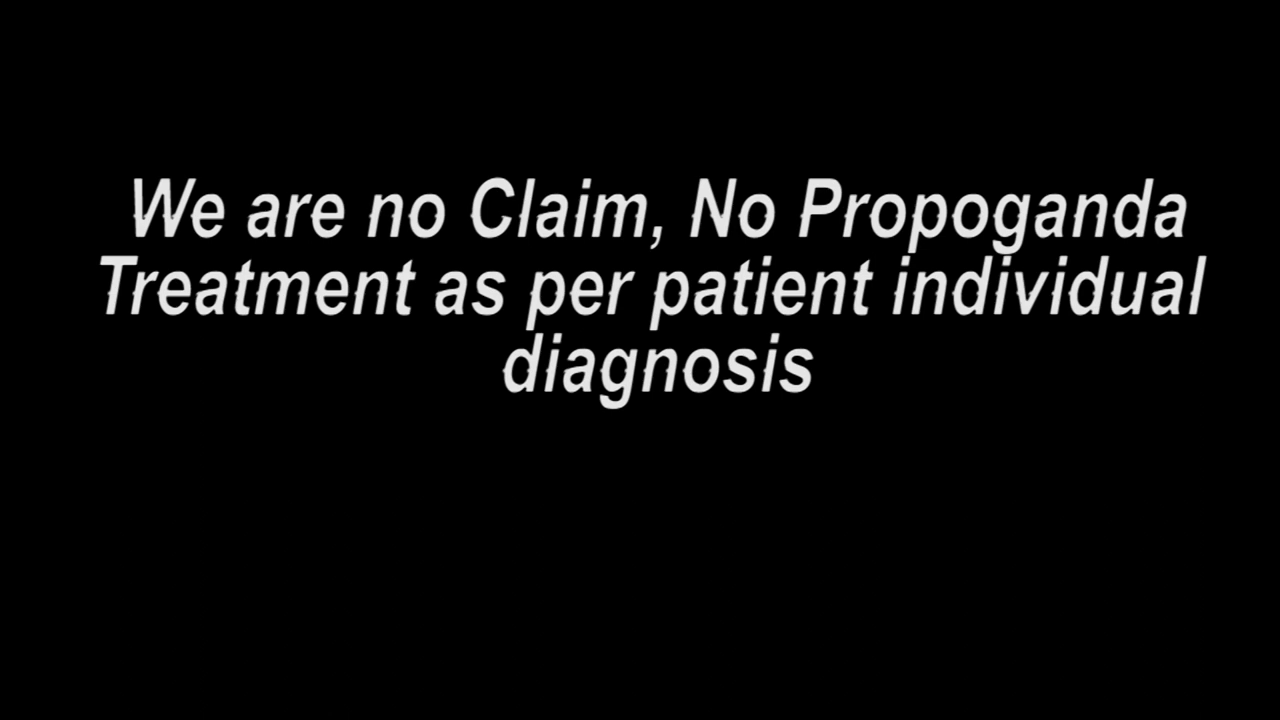 We are no Claim, No Propoganda
Treatment as per patient individual
diagnosis